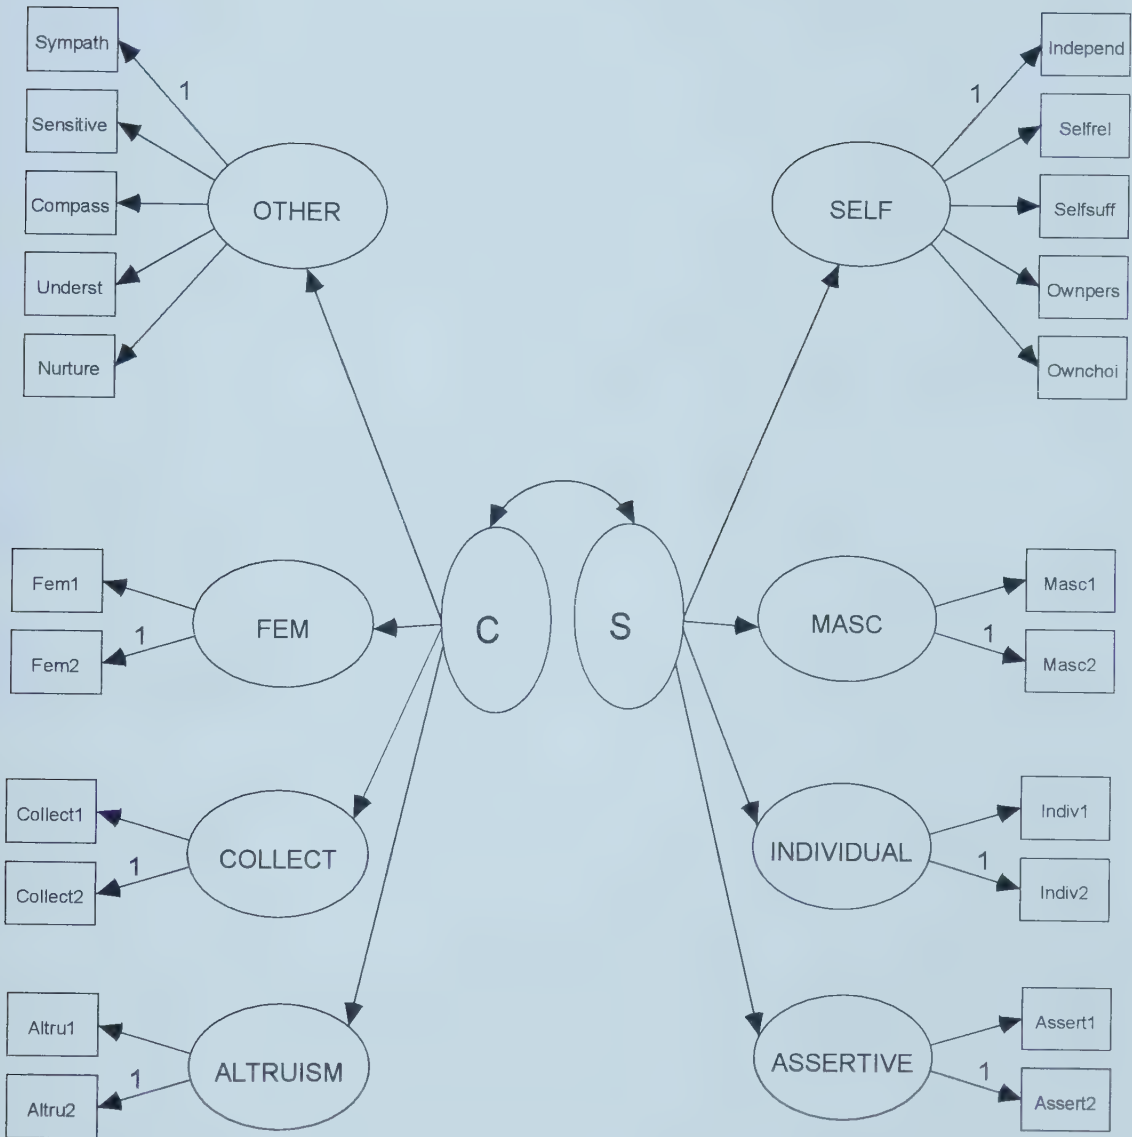 Sympath
1
Sensitive
Compass
Underst
Nurture
OTHER
Independ
1
Selfrel
Selfsuff
Ownpers
Ownchoi
SELF
Fem1
1
Fem2
FEM
C
S
MASC
Masc1
1
Masc2
Collect1
1
Collect2
COLLECT
INDIVIDUAL
Indiv1
1
Indiv2
Altru1
1
Altru2
ALTRUISM
ASSERTIVE
Assert1
1
Assert2